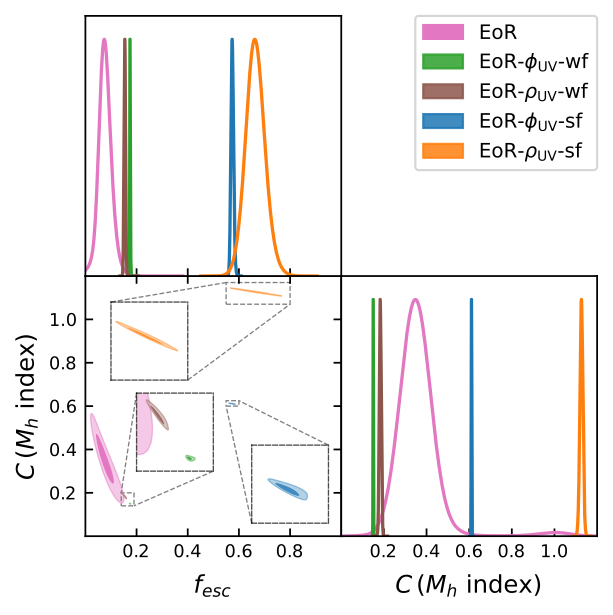 EoR
EoR-ϕUV-wf
EoR-ρUV-wf
EoR-ϕUV-sf
EoR-ρUV-sf
1.0
0.8
0.6
0.4
0.2
C (Mh index)
0.2 0.4 0.6 0.8
0.2 0.4 0.6 0.8 1.0
fesc
C (Mh index)